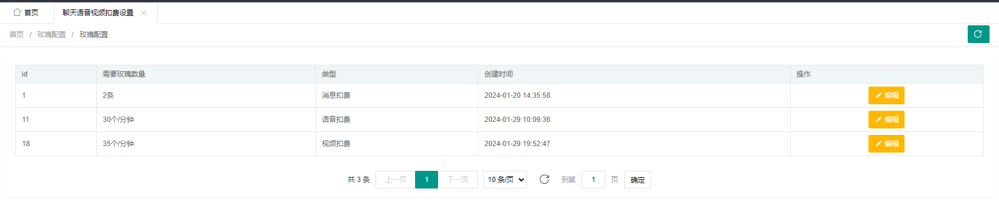 首页 聊天语音视频扣费设置
首页 / 玫瑰配置 / 玫瑰配置
id 需要玫瑰数量 类型 创建时间 操作
1 2条 消息扣费 2024-01-20 14:35:58 编辑
11 30个/分钟 语音扣费 2024-01-29 10:09:36 编辑
18 35个/分钟 视频扣费 2024-01-29 19:52:47 编辑
共 3 条 上一页 1 下一页 10 条/页 到第 1 页 确定